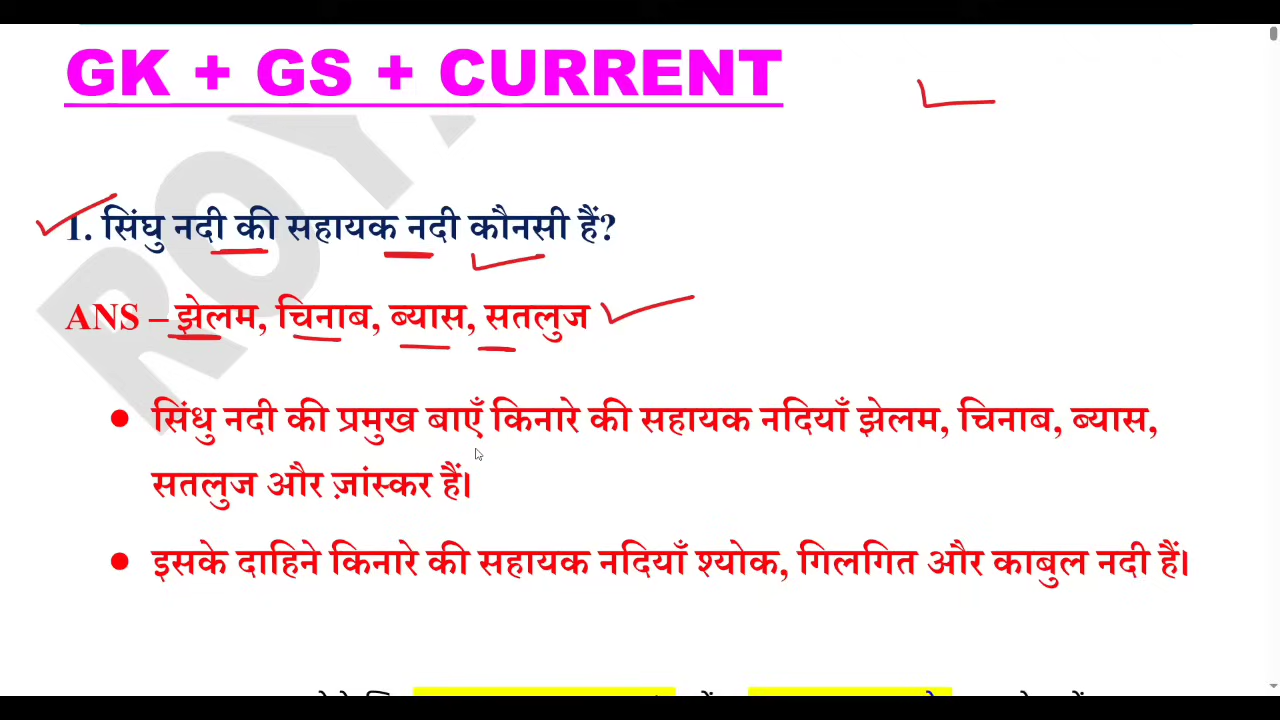 GK + GS + CURRENT
1. सिंघु नदी की सहायक नदी कौनसी हैं?
ANS – झेलम, चिनाब, ब्यास, सतलुज
सिंधु नदी की प्रमुख बाएँ किनारे की सहायक नदियाँ झेलम, चिनाब, ब्यास,
सतलुज और ज़ांस्कर हैं।
इसके दाहिने किनारे की सहायक नदियाँ श्योक, गिलगित और काबुल नदी हैं।